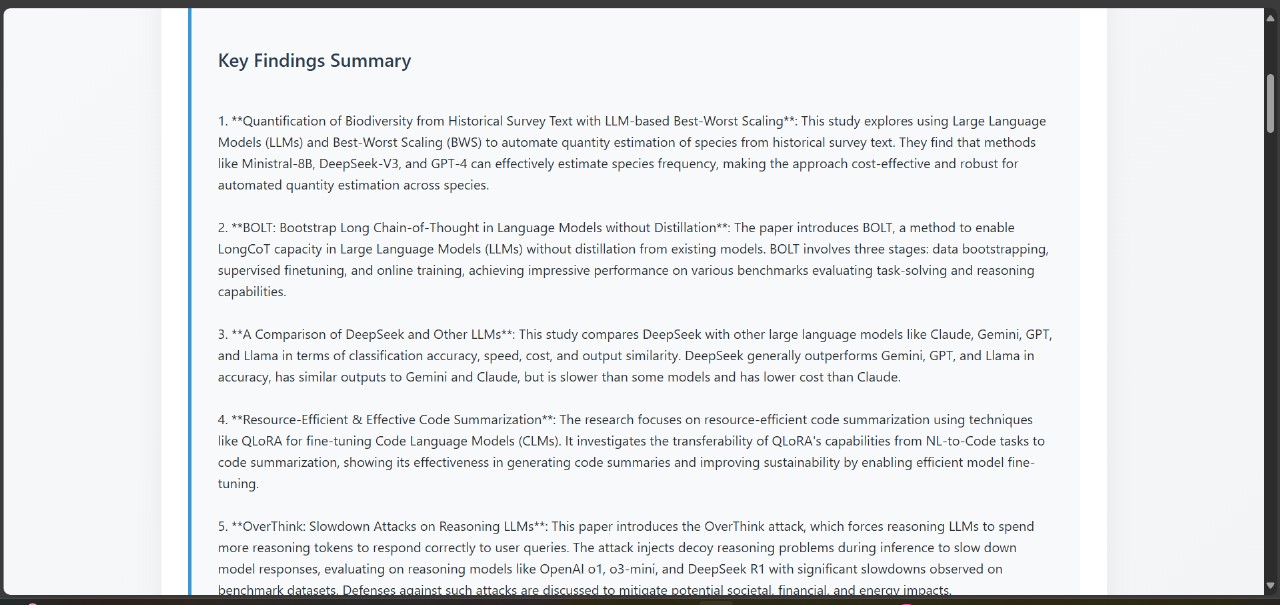 Key Findings Summary
1. **Quantification of Biodiversity from Historical Survey Text with LLM-based Best-Worst Scaling**: This study explores using Large Language
Models (LLMs) and Best-Worst Scaling (BWS) to automate quantity estimation of species from historical survey text. They find that methods
like Ministral-8B, DeepSeek-V3, and GPT-4 can effectively estimate species frequency, making the approach cost-effective and robust for
automated quantity estimation across species.
2. **BOLT: Bootstrap Long Chain-of-Thought in Language Models without Distillation**: The paper introduces BOLT, a method to enable
LongCoT capacity in Large Language Models (LLMs) without distillation from existing models. BOLT involves three stages: data bootstrapping,
supervised finetuning, and online training, achieving impressive performance on various benchmarks evaluating task-solving and reasoning
capabilities.
3. **A Comparison of DeepSeek and Other LLMs**: This study compares DeepSeek with other large language models like Claude, Gemini, GPT,
and Llama in terms of classification accuracy, speed, cost, and output similarity. DeepSeek generally outperforms Gemini, GPT, and Llama in
accuracy, has similar outputs to Gemini and Claude, but is slower than some models and has lower cost than Claude.
4. **Resource-Efficient & Effective Code Summarization**: The research focuses on resource-efficient code summarization using techniques
like QLoRA for fine-tuning Code Language Models (CLMs). It investigates the transferability of QLoRA's capabilities from NL-to-Code tasks to
code summarization, showing its effectiveness in generating code summaries and improving sustainability by enabling efficient model fine-
tuning.
5. **OverThink: Slowdown Attacks on Reasoning LLMs**: This paper introduces the OverThink attack, which forces reasoning LLMs to spend
more reasoning tokens to respond correctly to user queries. The attack injects decoy reasoning problems during inference to slow down
model responses, evaluating on reasoning models like OpenAI o1, o3-mini, and DeepSeek R1 with significant slowdowns observed on
benchmark datasets. Defenses against such attacks are discussed to mitigate potential societal, financial, and energy impacts.